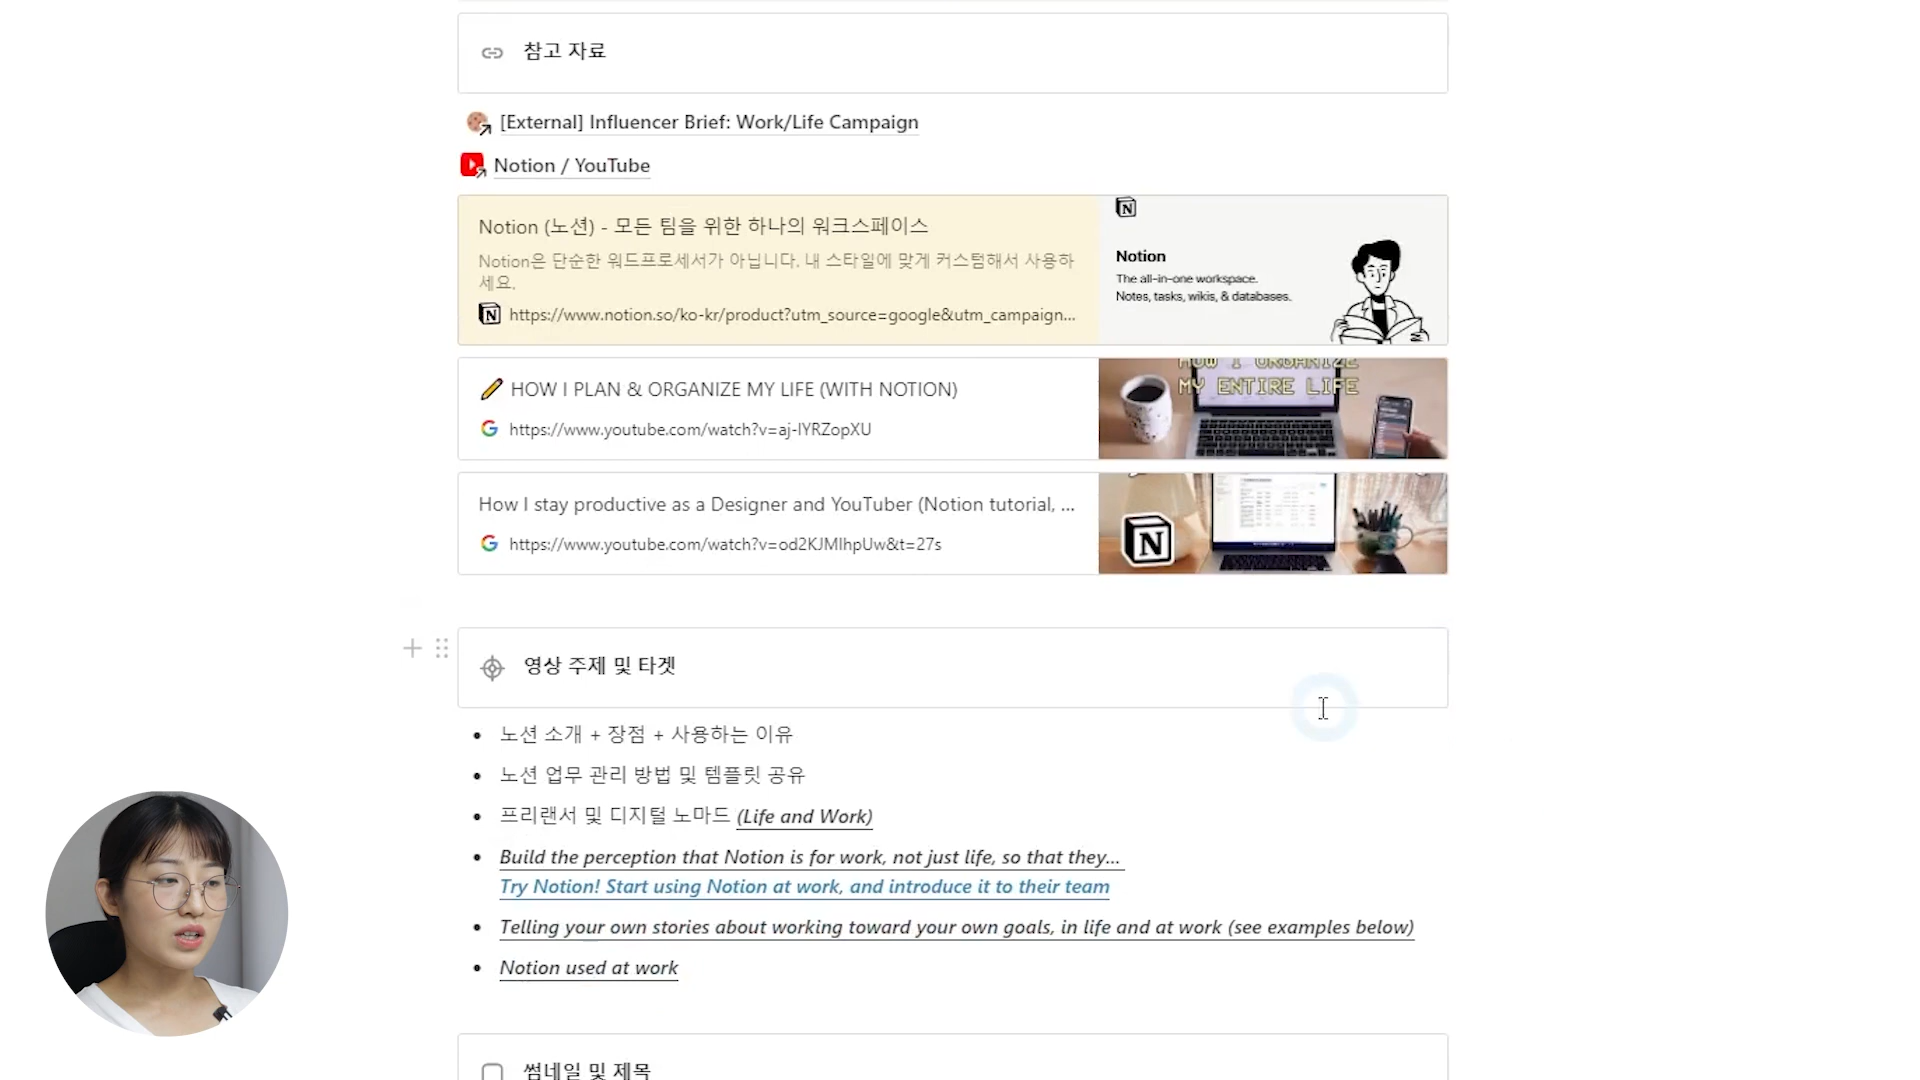 참고 자료
[External] Influencer Brief: Work/Life Campaign
Notion / YouTube
Notion (노션) - 모든 팀을 위한 하나의 워크스페이스
Notion은 단순한 워드프로세서가 아닙니다. 내 스타일에 맞게 커스텀해서 사용하
세요.
https://www.notion.so/ko-kr/product?utm_source=google&utm_campaign...
Notion
The all-in-one workspace.
Notes, tasks, wikis, & databases.
HOW I PLAN & ORGANIZE MY LIFE (WITH NOTION)
https://www.youtube.com/watch?v=aj-lYRZopXU
HOW I ORGANIZE
MY ENTIRE LIFE
How I stay productive as a Designer and YouTuber (Notion tutorial, ...
https://www.youtube.com/watch?v=od2KJMlhpUw&t=27s
영상 주제 및 타겟
노션 소개 + 장점 + 사용하는 이유
노션 업무 관리 방법 및 템플릿 공유
프리랜서 및 디지털 노마드 (Life and Work)
Build the perception that Notion is for work, not just life, so that they...
Try Notion! Start using Notion at work, and introduce it to their team
Telling your own stories about working toward your own goals, in life and at work (see examples below)
Notion used at work
썸네일 및 제목